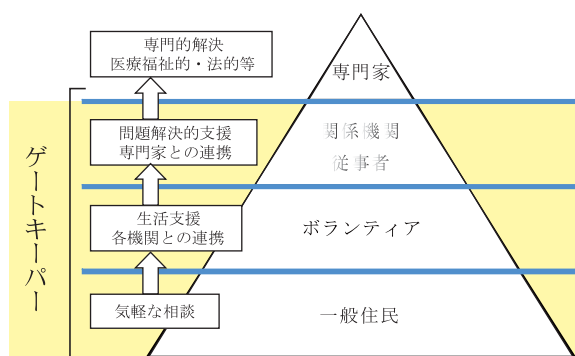 専門的解決
医療福祉的・法的等
専門家
問題解決的支援
専門家との連携
関係機関
従事者
ゲートキーパー
生活支援
各機関との連携
ボランティア
気軽な相談
一般住民